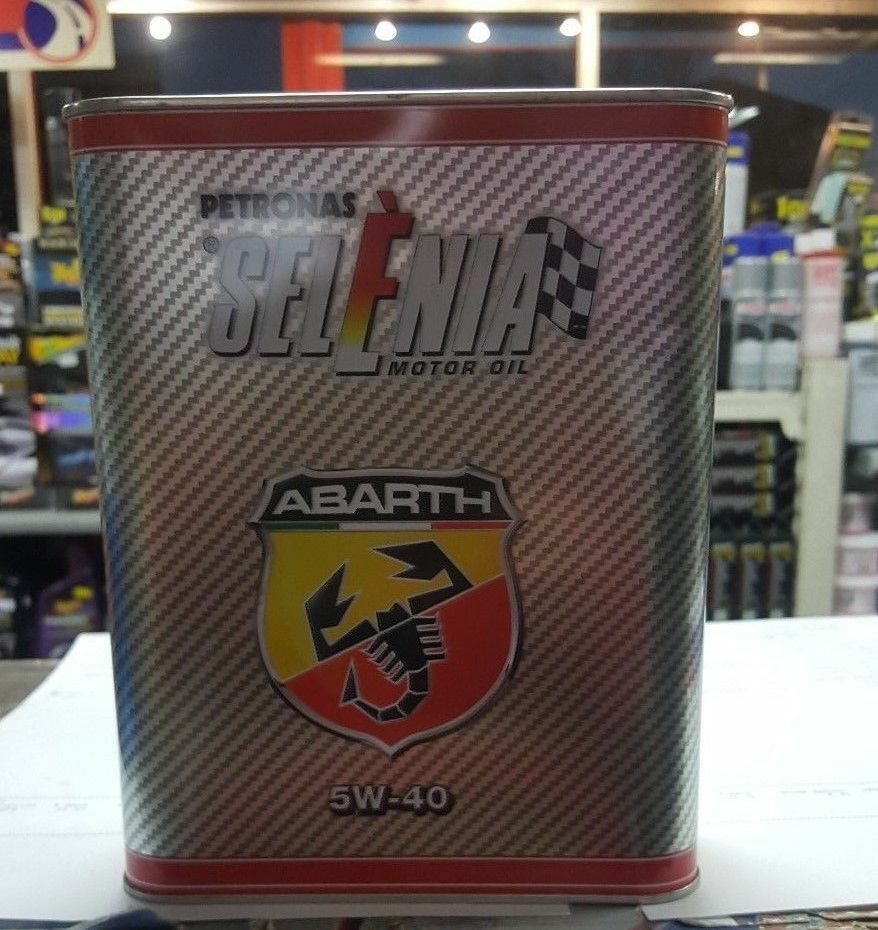 PETRONAS
® SELÈNIA
MOTOR OIL
ABARTH
5W-40